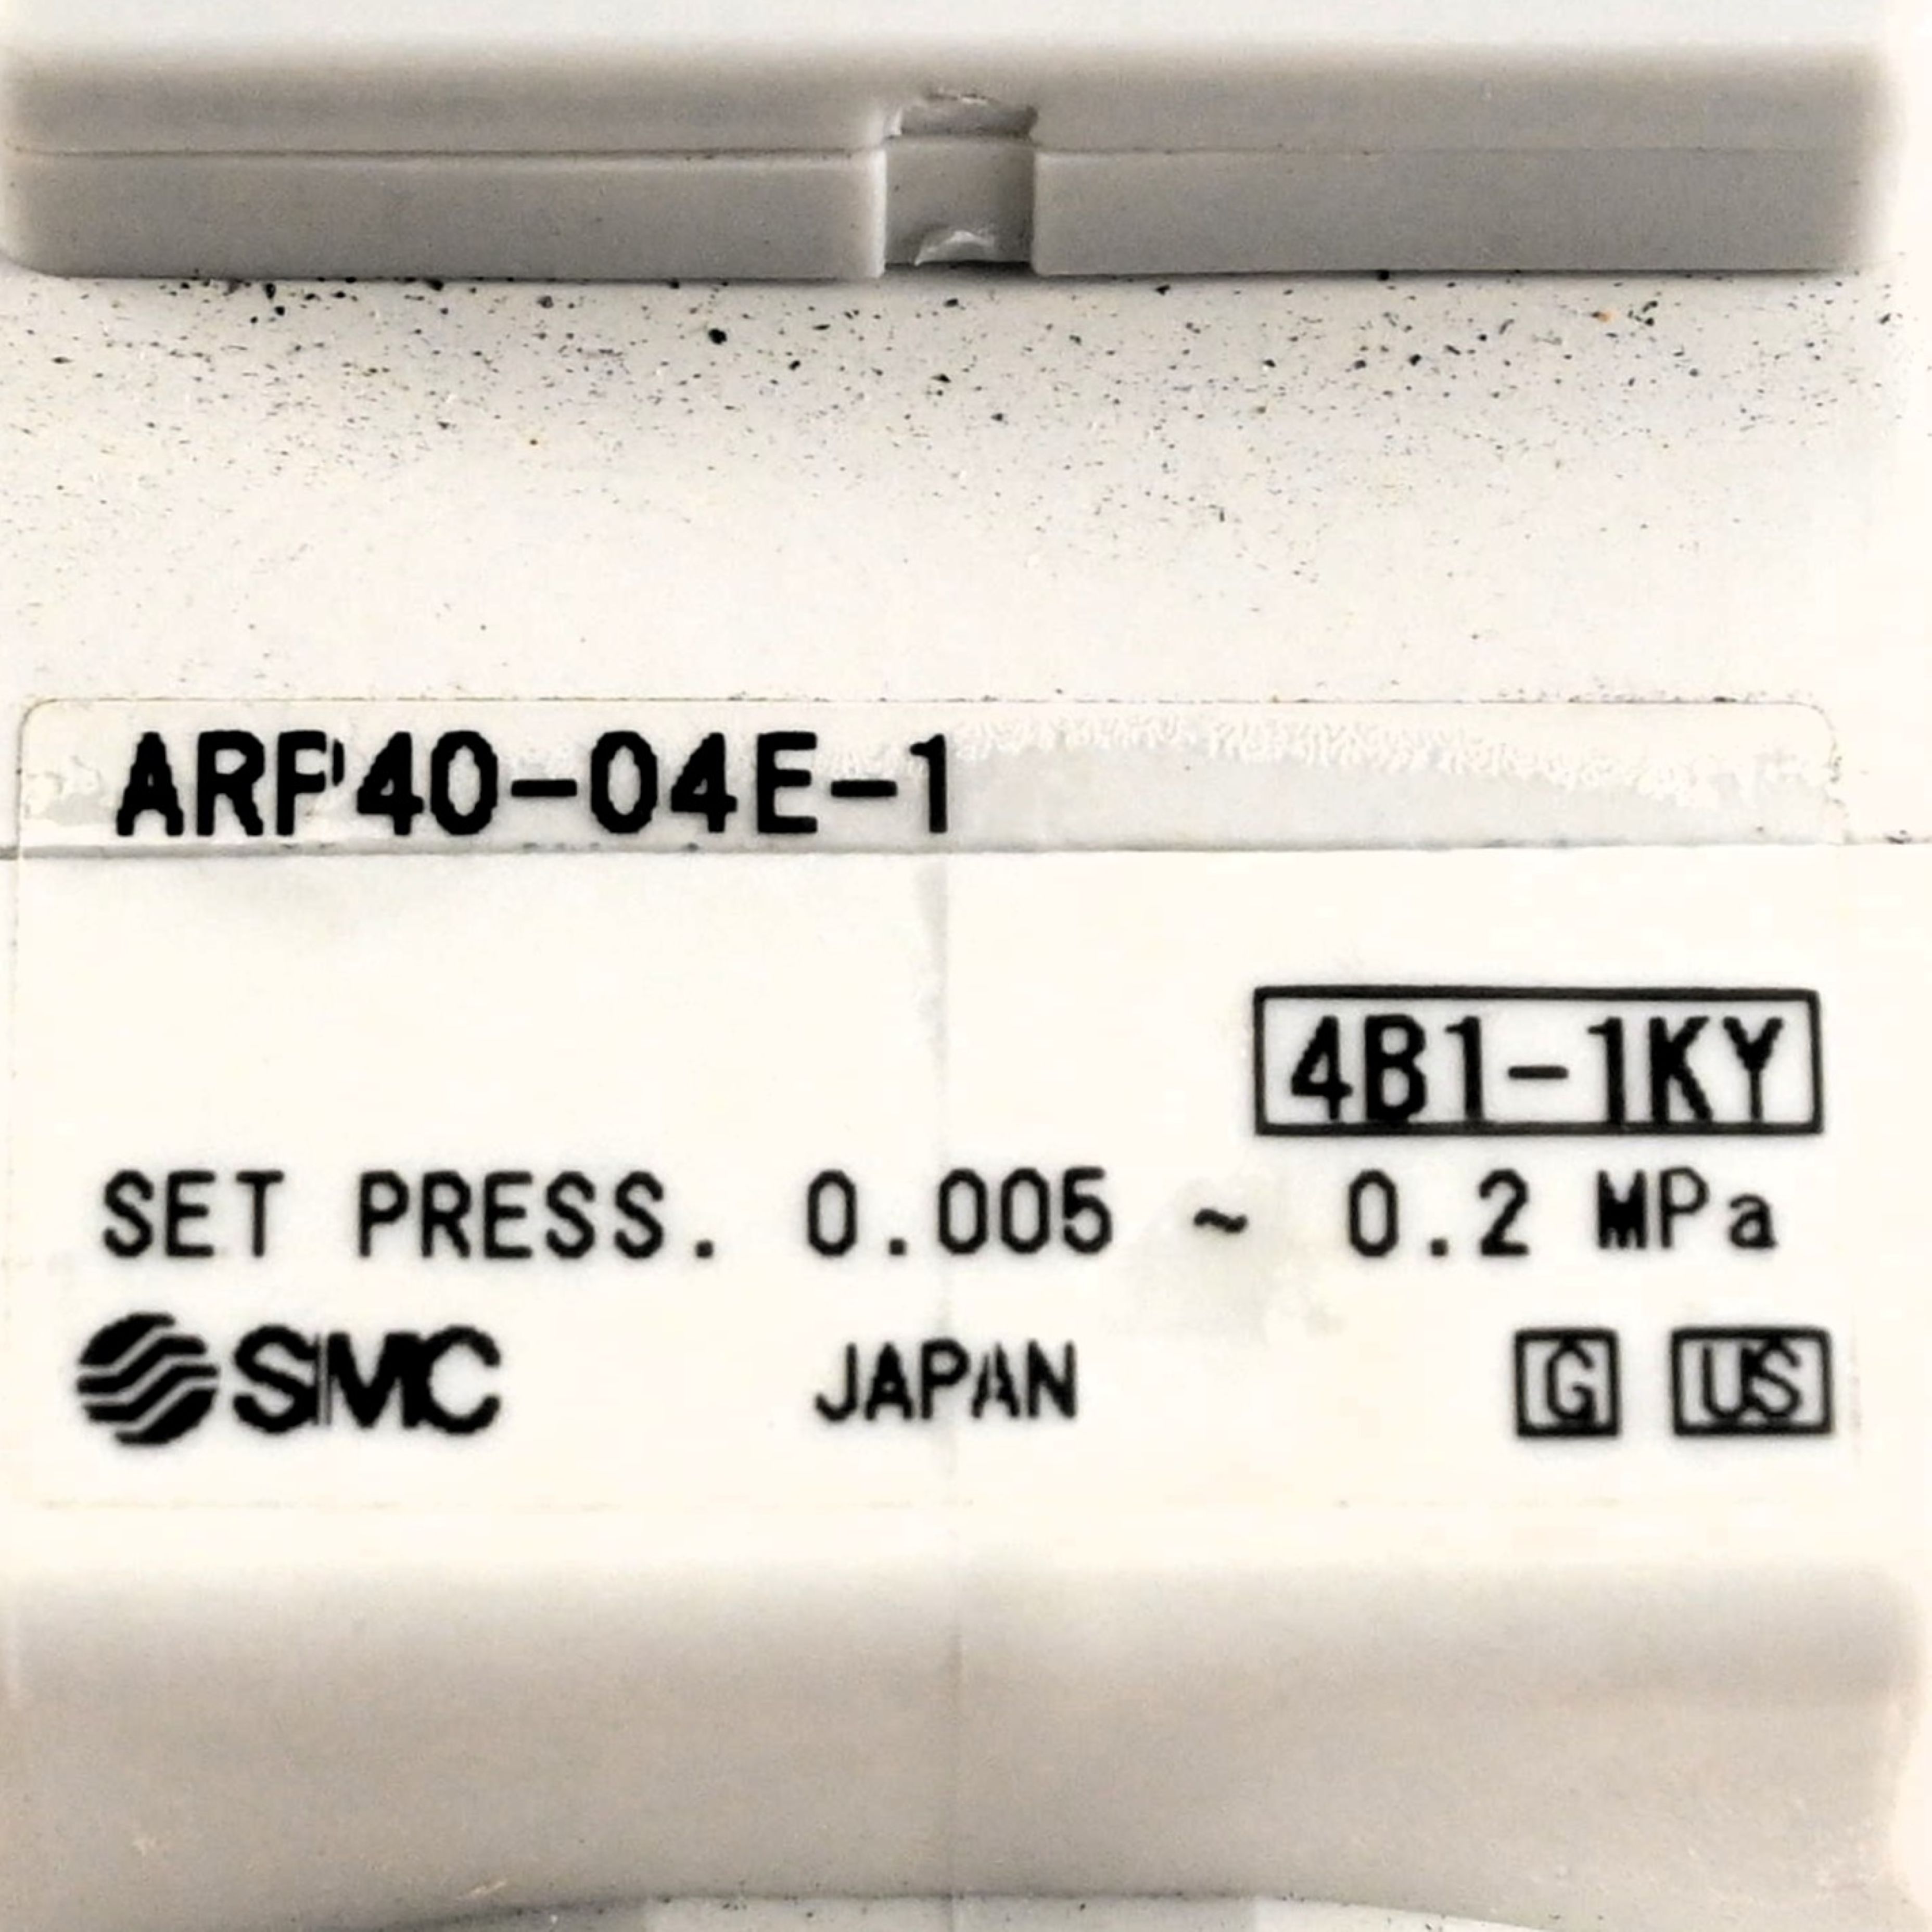 ARP40-04E-1
4B1-1KY
SET PRESS. 0.005 ~ 0.2 MPa
SMC JAPAN G US